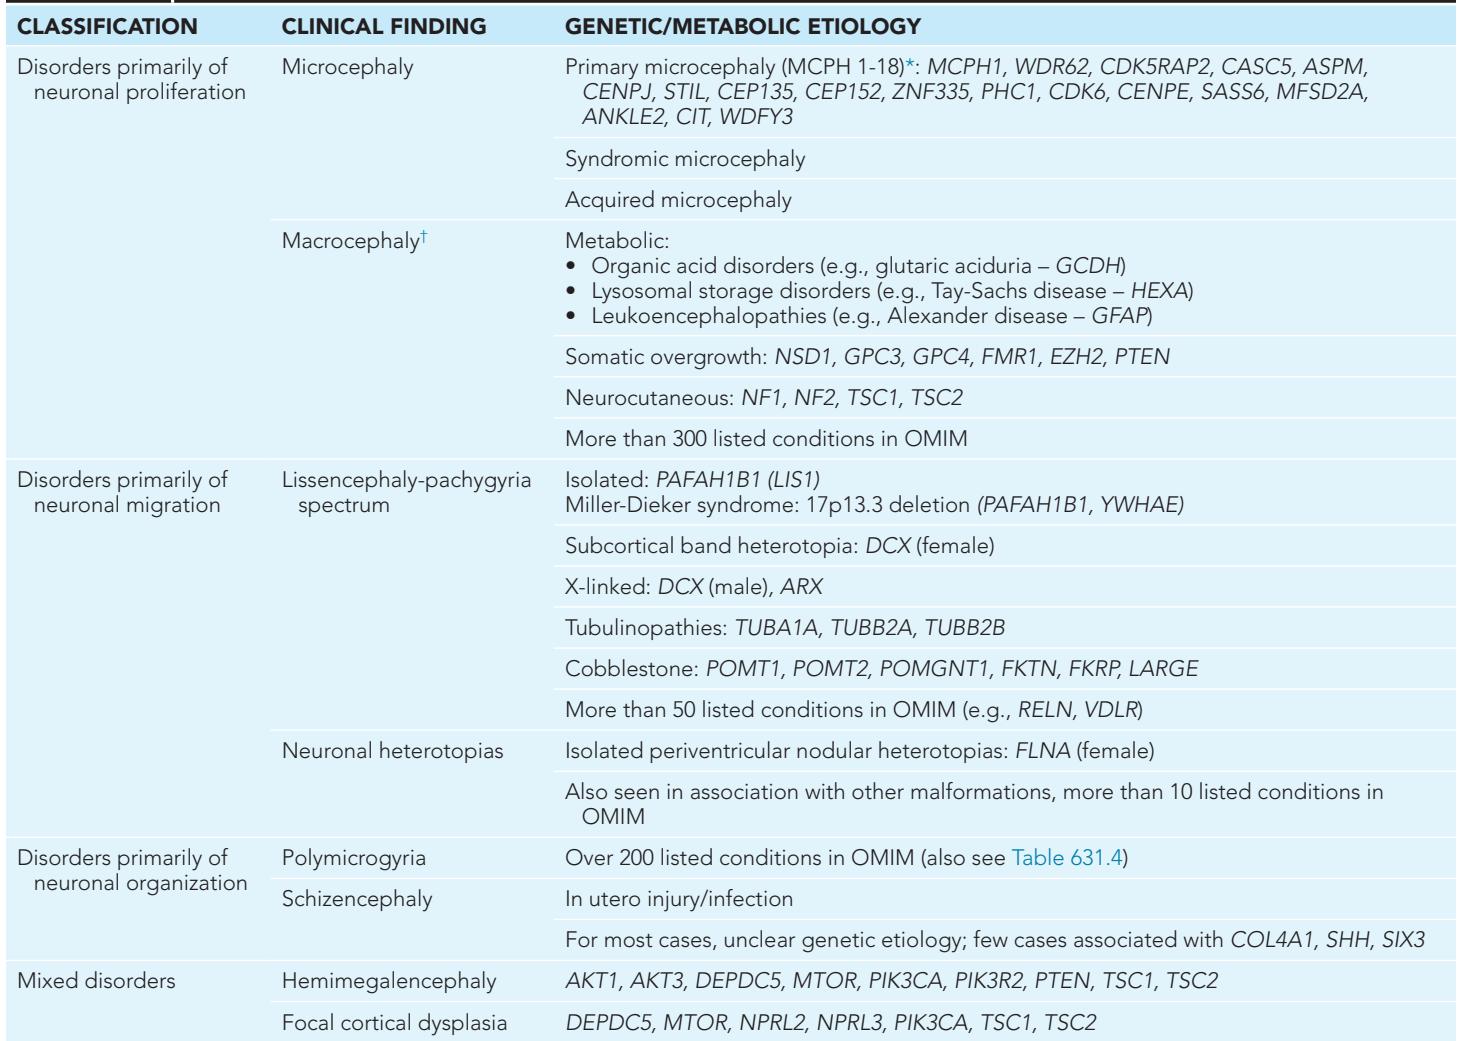 CLASSIFICATION CLINICAL FINDING GENETIC/METABOLIC ETIOLOGY
Disorders primarily of neuronal proliferation
Microcephaly
Primary microcephaly (MCPH 1-18)*: MCPH1, WDR62, CDK5RAP2, CASC5, ASPM,
CENPJ, STIL, CEP135, CEP152, ZNF335, PHC1, CDK6, CENPE, SASS6, MFSD2A,
ANKLE2, CIT, WDFY3
Syndromic microcephaly
Acquired microcephaly
Macrocephaly†
Metabolic:
• Organic acid disorders (e.g., glutaric aciduria – GCDH)
• Lysosomal storage disorders (e.g., Tay-Sachs disease – HEXA)
• Leukoencephalopathies (e.g., Alexander disease – GFAP)
Somatic overgrowth: NSD1, GPC3, GPC4, FMR1, EZH2, PTEN
Neurocutaneous: NF1, NF2, TSC1, TSC2
More than 300 listed conditions in OMIM
Disorders primarily of
neuronal migration
Lissencephaly-pachygyria
spectrum
Isolated: PAFAH1B1 (LIS1)
Miller-Dieker syndrome: 17p13.3 deletion (PAFAH1B1, YWHAE)
Subcortical band heterotopia: DCX (female)
X-linked: DCX (male), ARX
Tubulinopathies: TUBA1A, TUBB2A, TUBB2B
Cobblestone: POMT1, POMT2, POMGNT1, FKTN, FKRP, LARGE
More than 50 listed conditions in OMIM (e.g., RELN, VDLR)
Neuronal heterotopias
Isolated periventricular nodular heterotopias: FLNA (female)
Also seen in association with other malformations, more than 10 listed conditions in
OMIM
Disorders primarily of
neuronal organization
Polymicrogyria
Over 200 listed conditions in OMIM (also see Table 631.4)
Schizencephaly
In utero injury/infection
For most cases, unclear genetic etiology; few cases associated with COL4A1, SHH, SIX3
Mixed disorders
Hemimegalencephaly
AKT1, AKT3, DEPDC5, MTOR, PIK3CA, PIK3R2, PTEN, TSC1, TSC2
Focal cortical dysplasia
DEPDC5, MTOR, NPRL2, NPRL3, PIK3CA, TSC1, TSC2